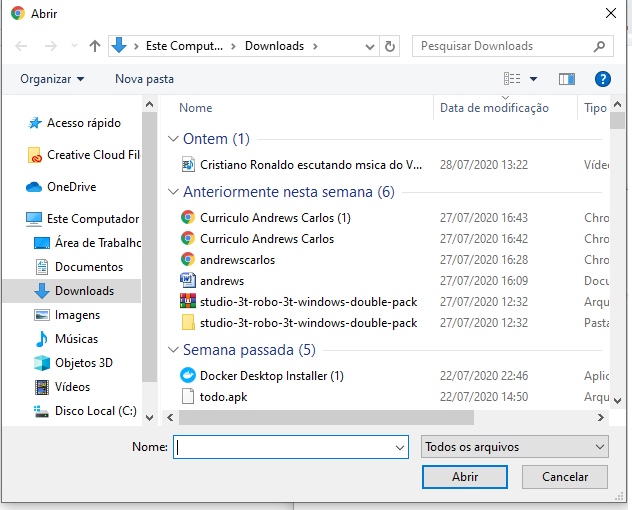 Abrir
Este Comput... > Downloads >
Pesquisar Downloads
Organizar
Nova pasta
Acesso rápido
Creative Cloud File
OneDrive
Este Computador
Área de Trabalho
Documentos
Downloads
Imagens
Músicas
Objetos 3D
Vídeos
Disco Local (C:)
Nome Data de modificação Tipo
Ontem (1)
Cristiano Ronaldo escutando msica do V... 28/07/2020 13:22 Víde
Anteriormente nesta semana (6)
Curriculo Andrews Carlos (1) 27/07/2020 16:43 Chro
Curriculo Andrews Carlos 27/07/2020 16:42 Chro
andrewscarlos 27/07/2020 16:28 Chro
andrews 27/07/2020 16:09 Docu
studio-3t-robo-3t-windows-double-pack 27/07/2020 12:32 Arqu
studio-3t-robo-3t-windows-double-pack 27/07/2020 12:32 Pasta
Semana passada (5)
Docker Desktop Installer (1) 22/07/2020 22:46 Aplic
todo.apk 22/07/2020 14:50 Arqu
Nome:
Todos os arquivos
Abrir
Cancelar